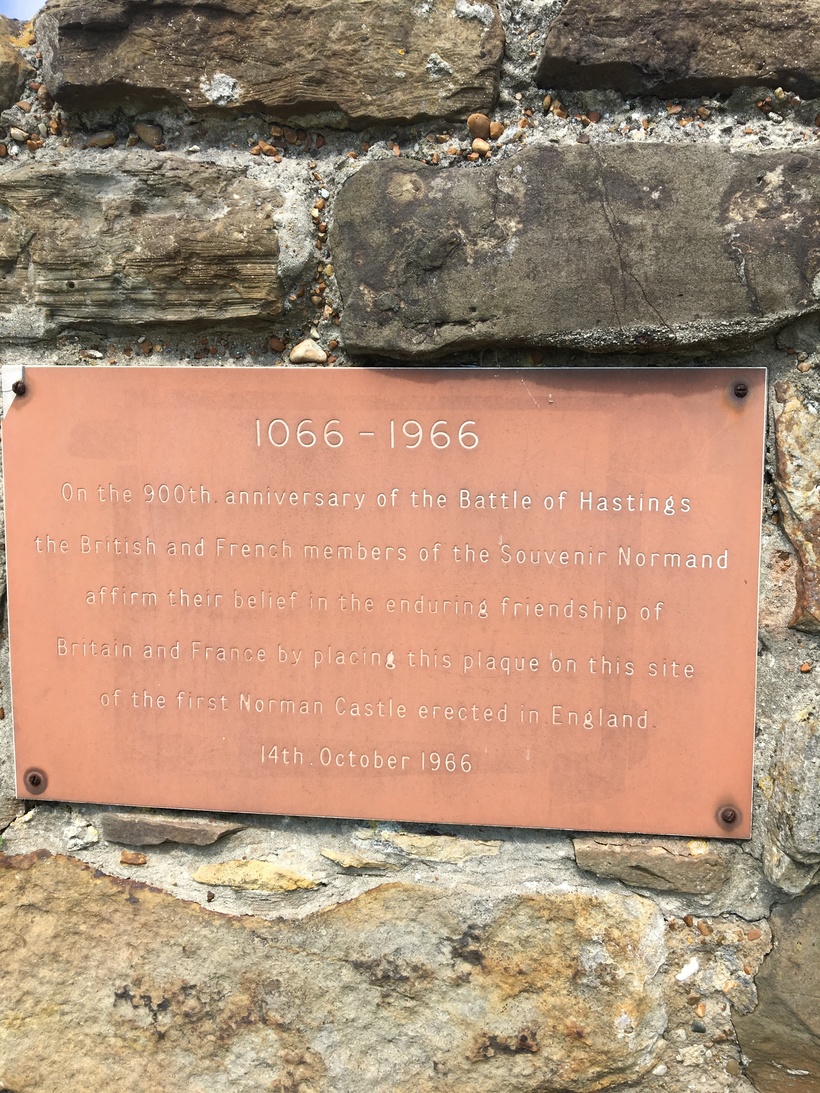 1066 - 1966
On the 900th. anniversary of the Battle of Hastings
the British and French members of the Souvenir Normand
affirm their belief in the enduring friendship of
Britain and France by placing this plaque on this site
of the first Norman Castle erected in England.
14th. October 1966